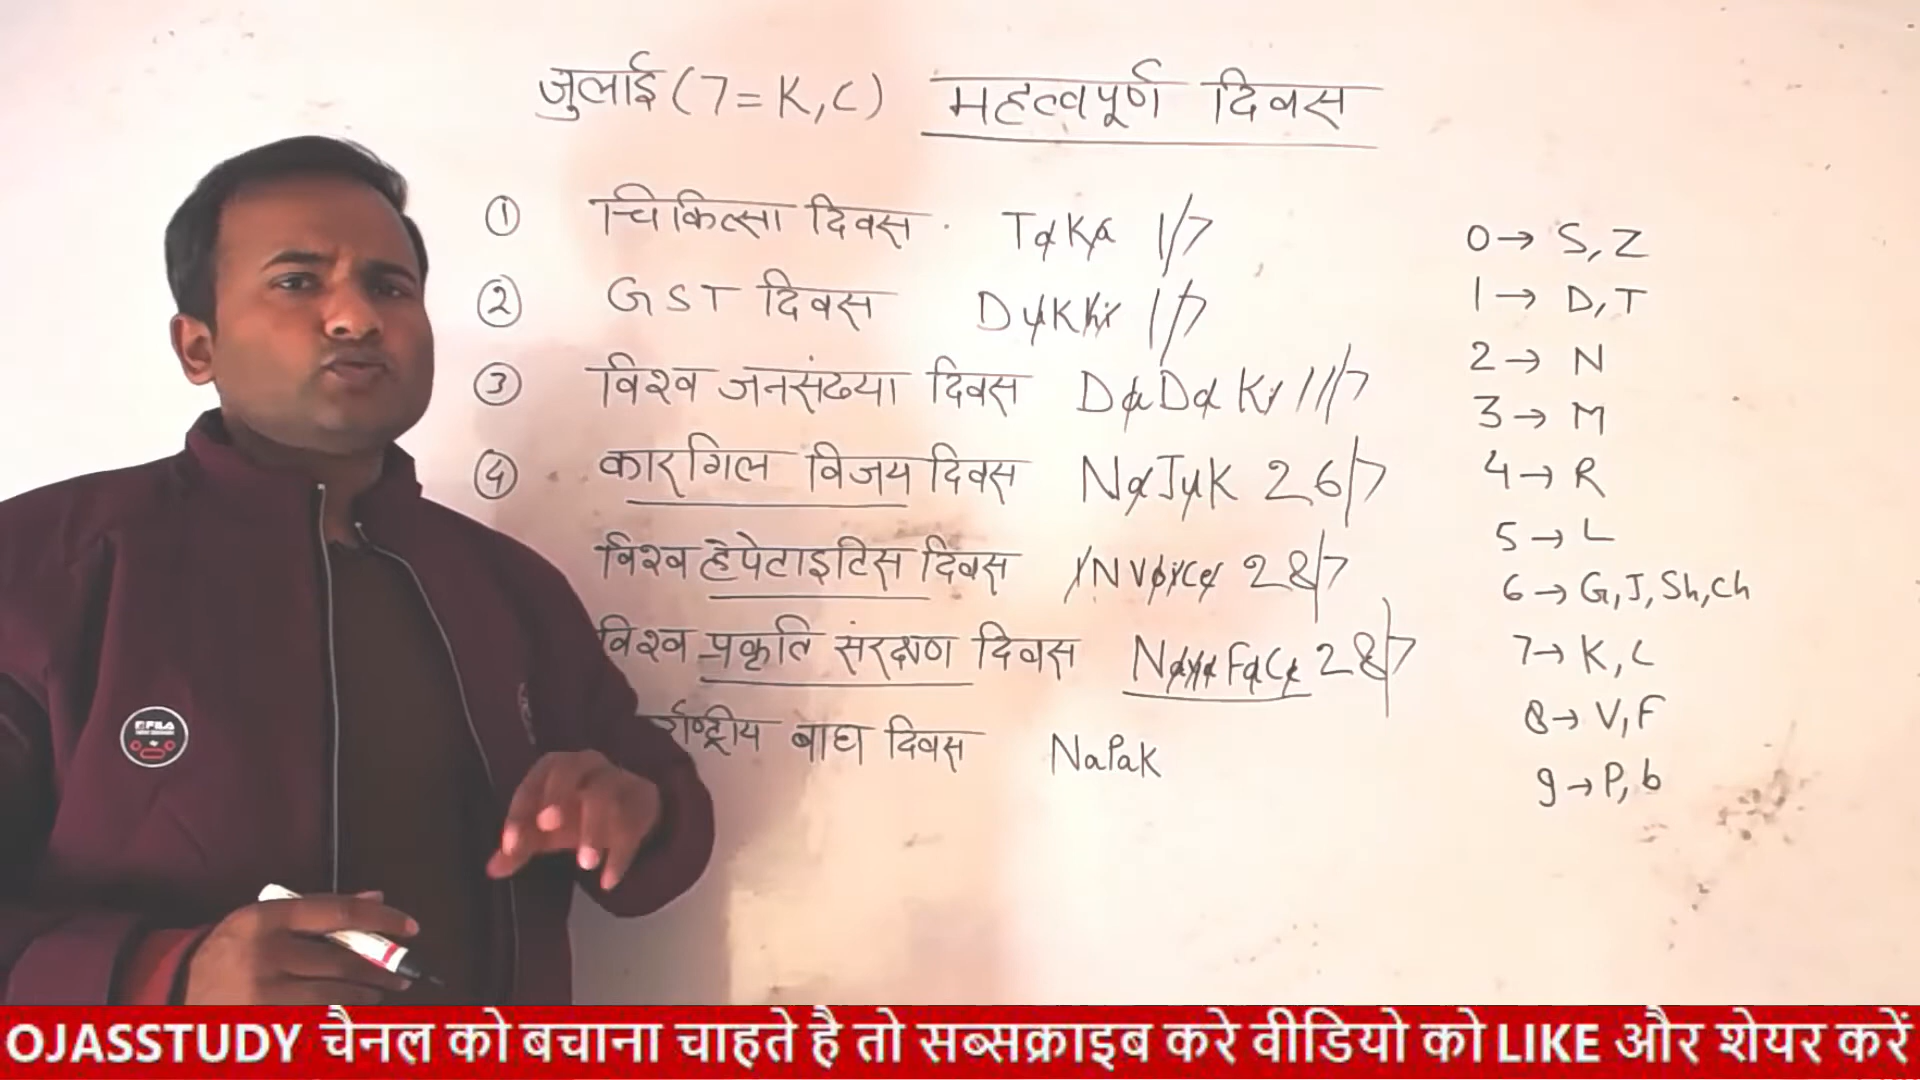 जुलाई (7=K,C) महत्वपूर्ण दिवस
① चिकित्सा दिवस TaKa 1/7
② GST दिवस 1/7
③ विश्व जनसंख्या दिवस DaDaKi 11/7
④ कारगिल विजय दिवस NaJuK 26/7
विश्व हेपेटाइटिस दिवस 28/7
विश्व प्रकृति संरक्षण दिवस 28/7
र्राष्ट्रीय बाघ दिवस NaPaK
0→ S, Z
1→ D, T
2→ N
3→ M
4→ R
5→ L
6→ G, J, Sh, Ch
7→ K, C
8→ V, F
9→ P, b
FILA
OJASSTUDY चैनल को बचाना चाहते है तो सब्सक्राइब करे वीडियो को LIKE और शेयर करें